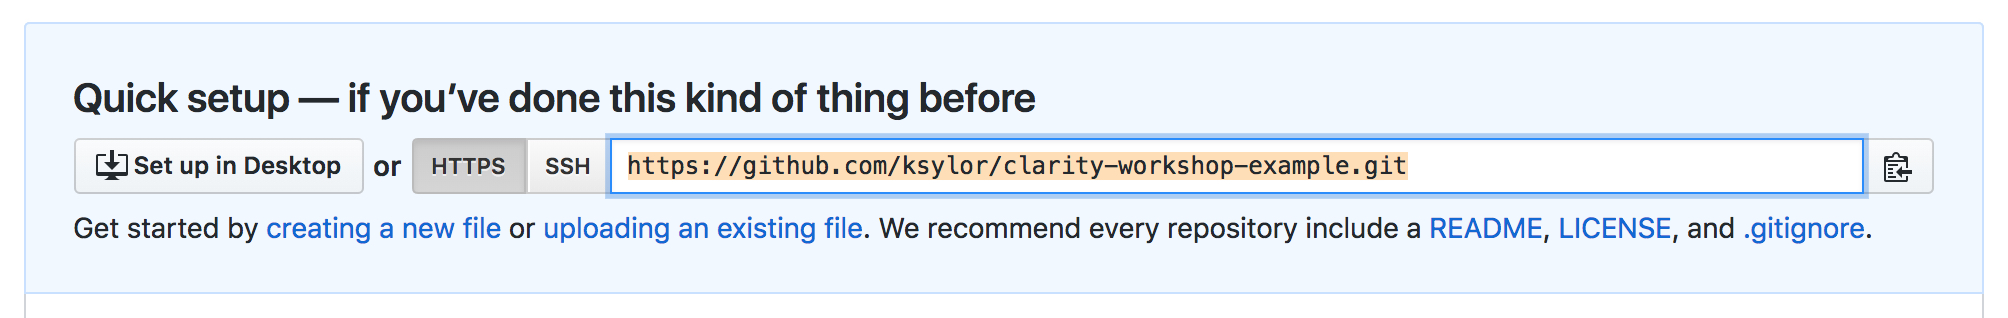 Quick setup — if you’ve done this kind of thing before
Set up in Desktop or HTTPS SSH https://github.com/ksylor/clarity-workshop-example.git
Get started by creating a new file or uploading an existing file. We recommend every repository include a README, LICENSE, and .gitignore.